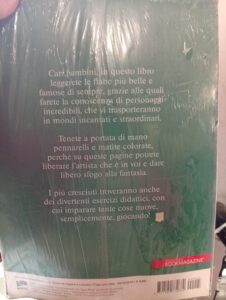 Cari bambini, in questo libro
leggerete le fiabe più belle e
famose di sempre, grazie alle quali
farete la conoscenza di personaggi
incredibili, che vi trasporteranno
in mondi incantati e straordinari.
Tenete a portata di mano
pennarelli e matite colorate,
perché su queste pagine potrete
liberare l'artista che è in voi e dare
libero sfogo alla fantasia.
I più cresciuti troveranno anche
dei divertenti esercizi didattici, con
cui imparare tente cose nuove,
semplicemente, giocando!
BOOKMAGAZINE